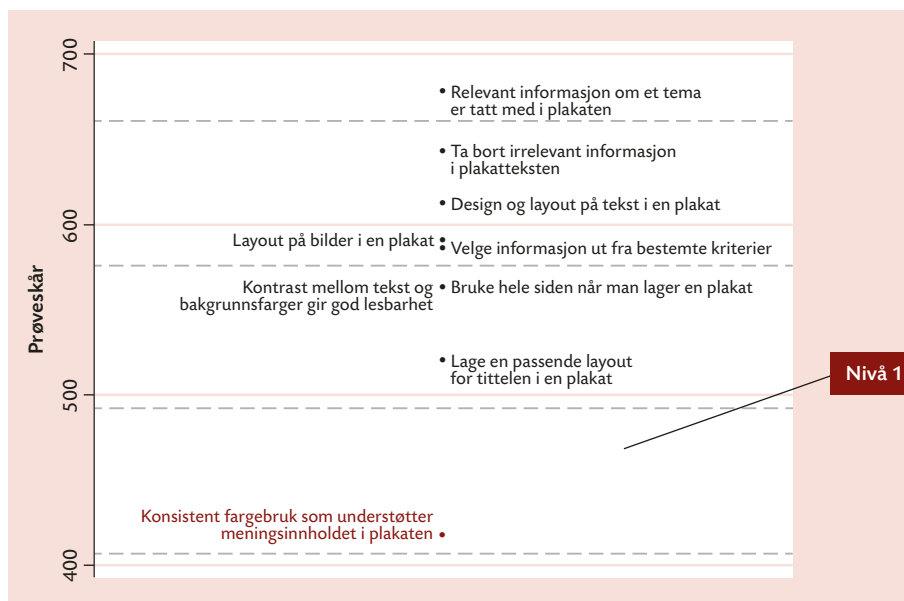 700
Relevant informasjon om et tema
er tatt med i plakaten
Ta bort irrelevant informasjon
i plakatteksten
Design og layout på tekst i en plakat
600
Layout på bilder i en plakat
Velge informasjon ut fra bestemte kriterier
Kontrast mellom tekst og
bakgrunnsfarger gir god lesbarhet
Bruke hele siden når man lager en plakat
Prøveskår
Lage en passende layout
for tittelen i en plakat
Nivå 1
500
Konsistent fargebruk som understøtter
meningsinnholdet i plakaten
400